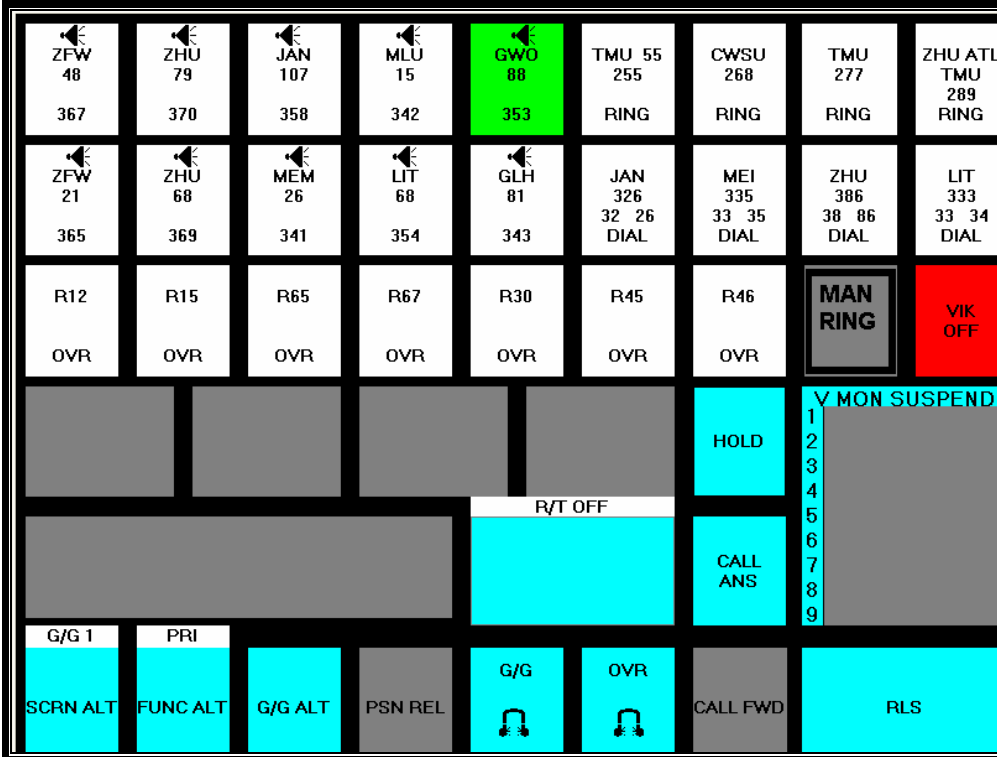 ZFW ZHU JAN MLU GWO TMU 55 CWSU TMU ZHU ATL
48 79 107 15 88 255 268 277 TMU
289
367 370 358 342 353 RING RING RING RING
ZFW ZHU MEM LIT GLH JAN MEI ZHU LIT
21 68 26 68 81 326 335 386 333
32 26 33 35 38 86 33 34
365 369 341 354 343 DIAL DIAL DIAL DIAL
R12 R15 R65 R67 R30 R45 R46 MAN VIK
RING OFF
OVR OVR OVR OVR OVR OVR OVR
V MON SUSPEND
1
HOLD 2
3
4
R/T OFF 5
6
CALL 7
ANS 8
9
G/G 1 PRI
G/G OVR
SCRN ALT FUNC ALT G/G ALT PSN REL CALL FWD RLS